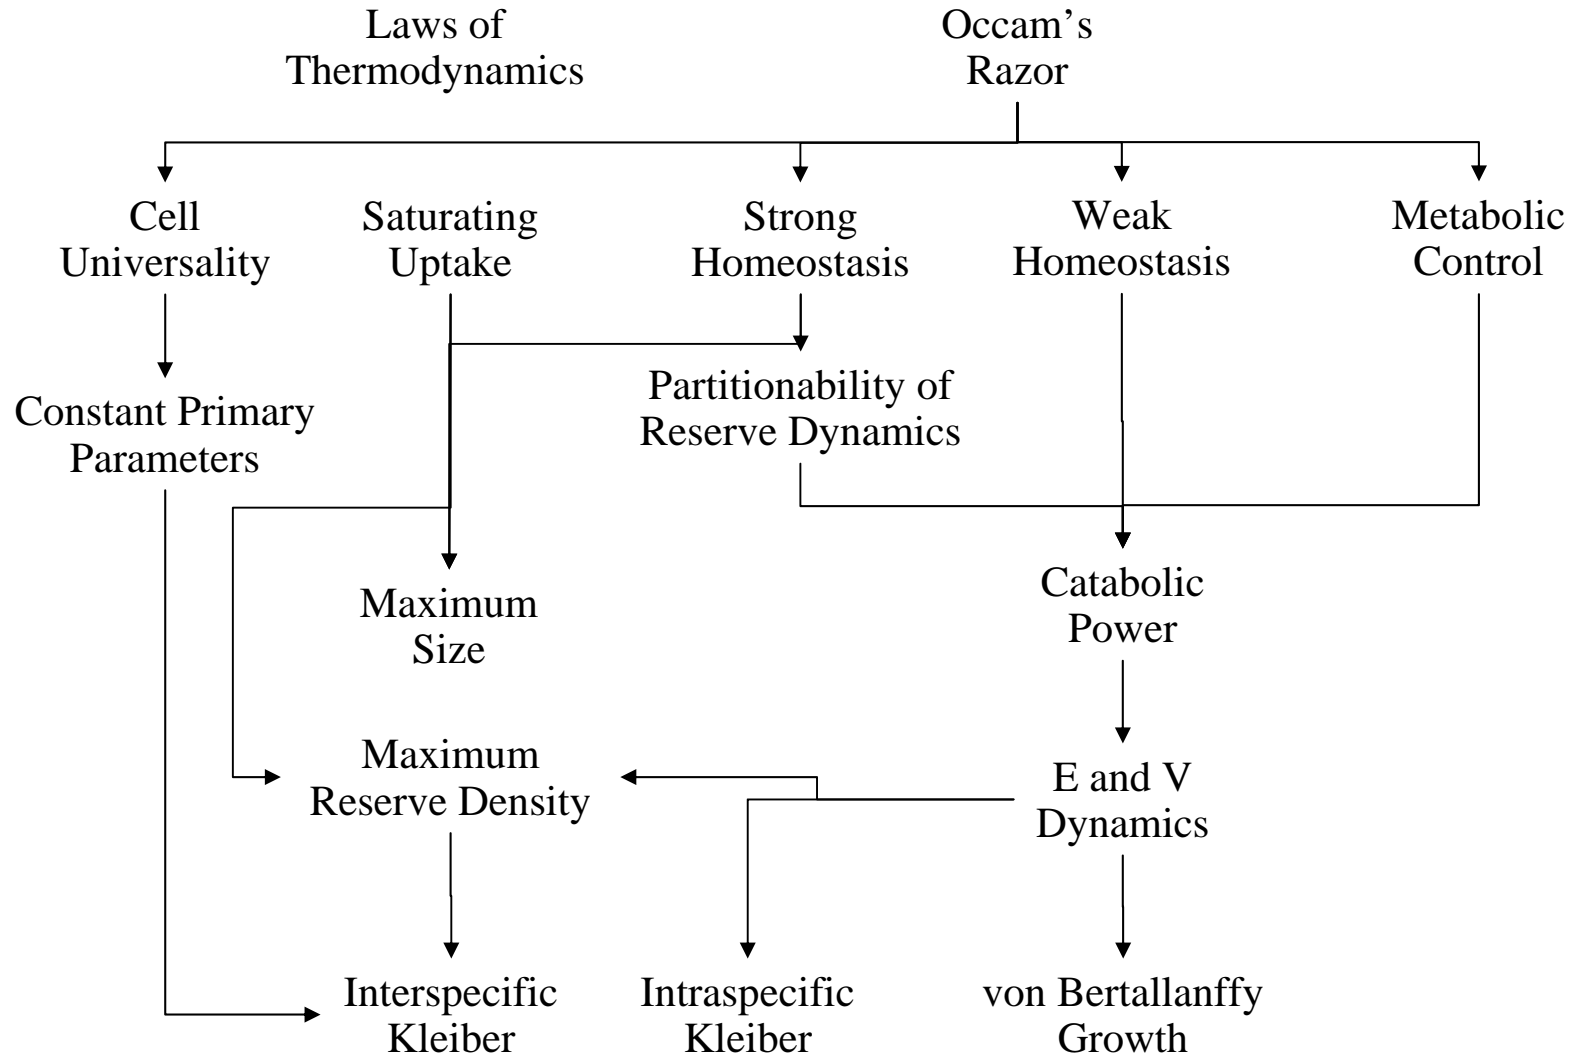 Laws of
Thermodynamics
Occam's
Razor
Cell
Universality
Saturating
Uptake
Strong
Homeostasis
Weak
Homeostasis
Metabolic
Control
Constant Primary
Parameters
Partitionability of
Reserve Dynamics
Maximum
Size
Catabolic
Power
Maximum
Reserve Density
E and V
Dynamics
Interspecific
Kleiber
Intraspecific
Kleiber
von Bertallanffy
Growth